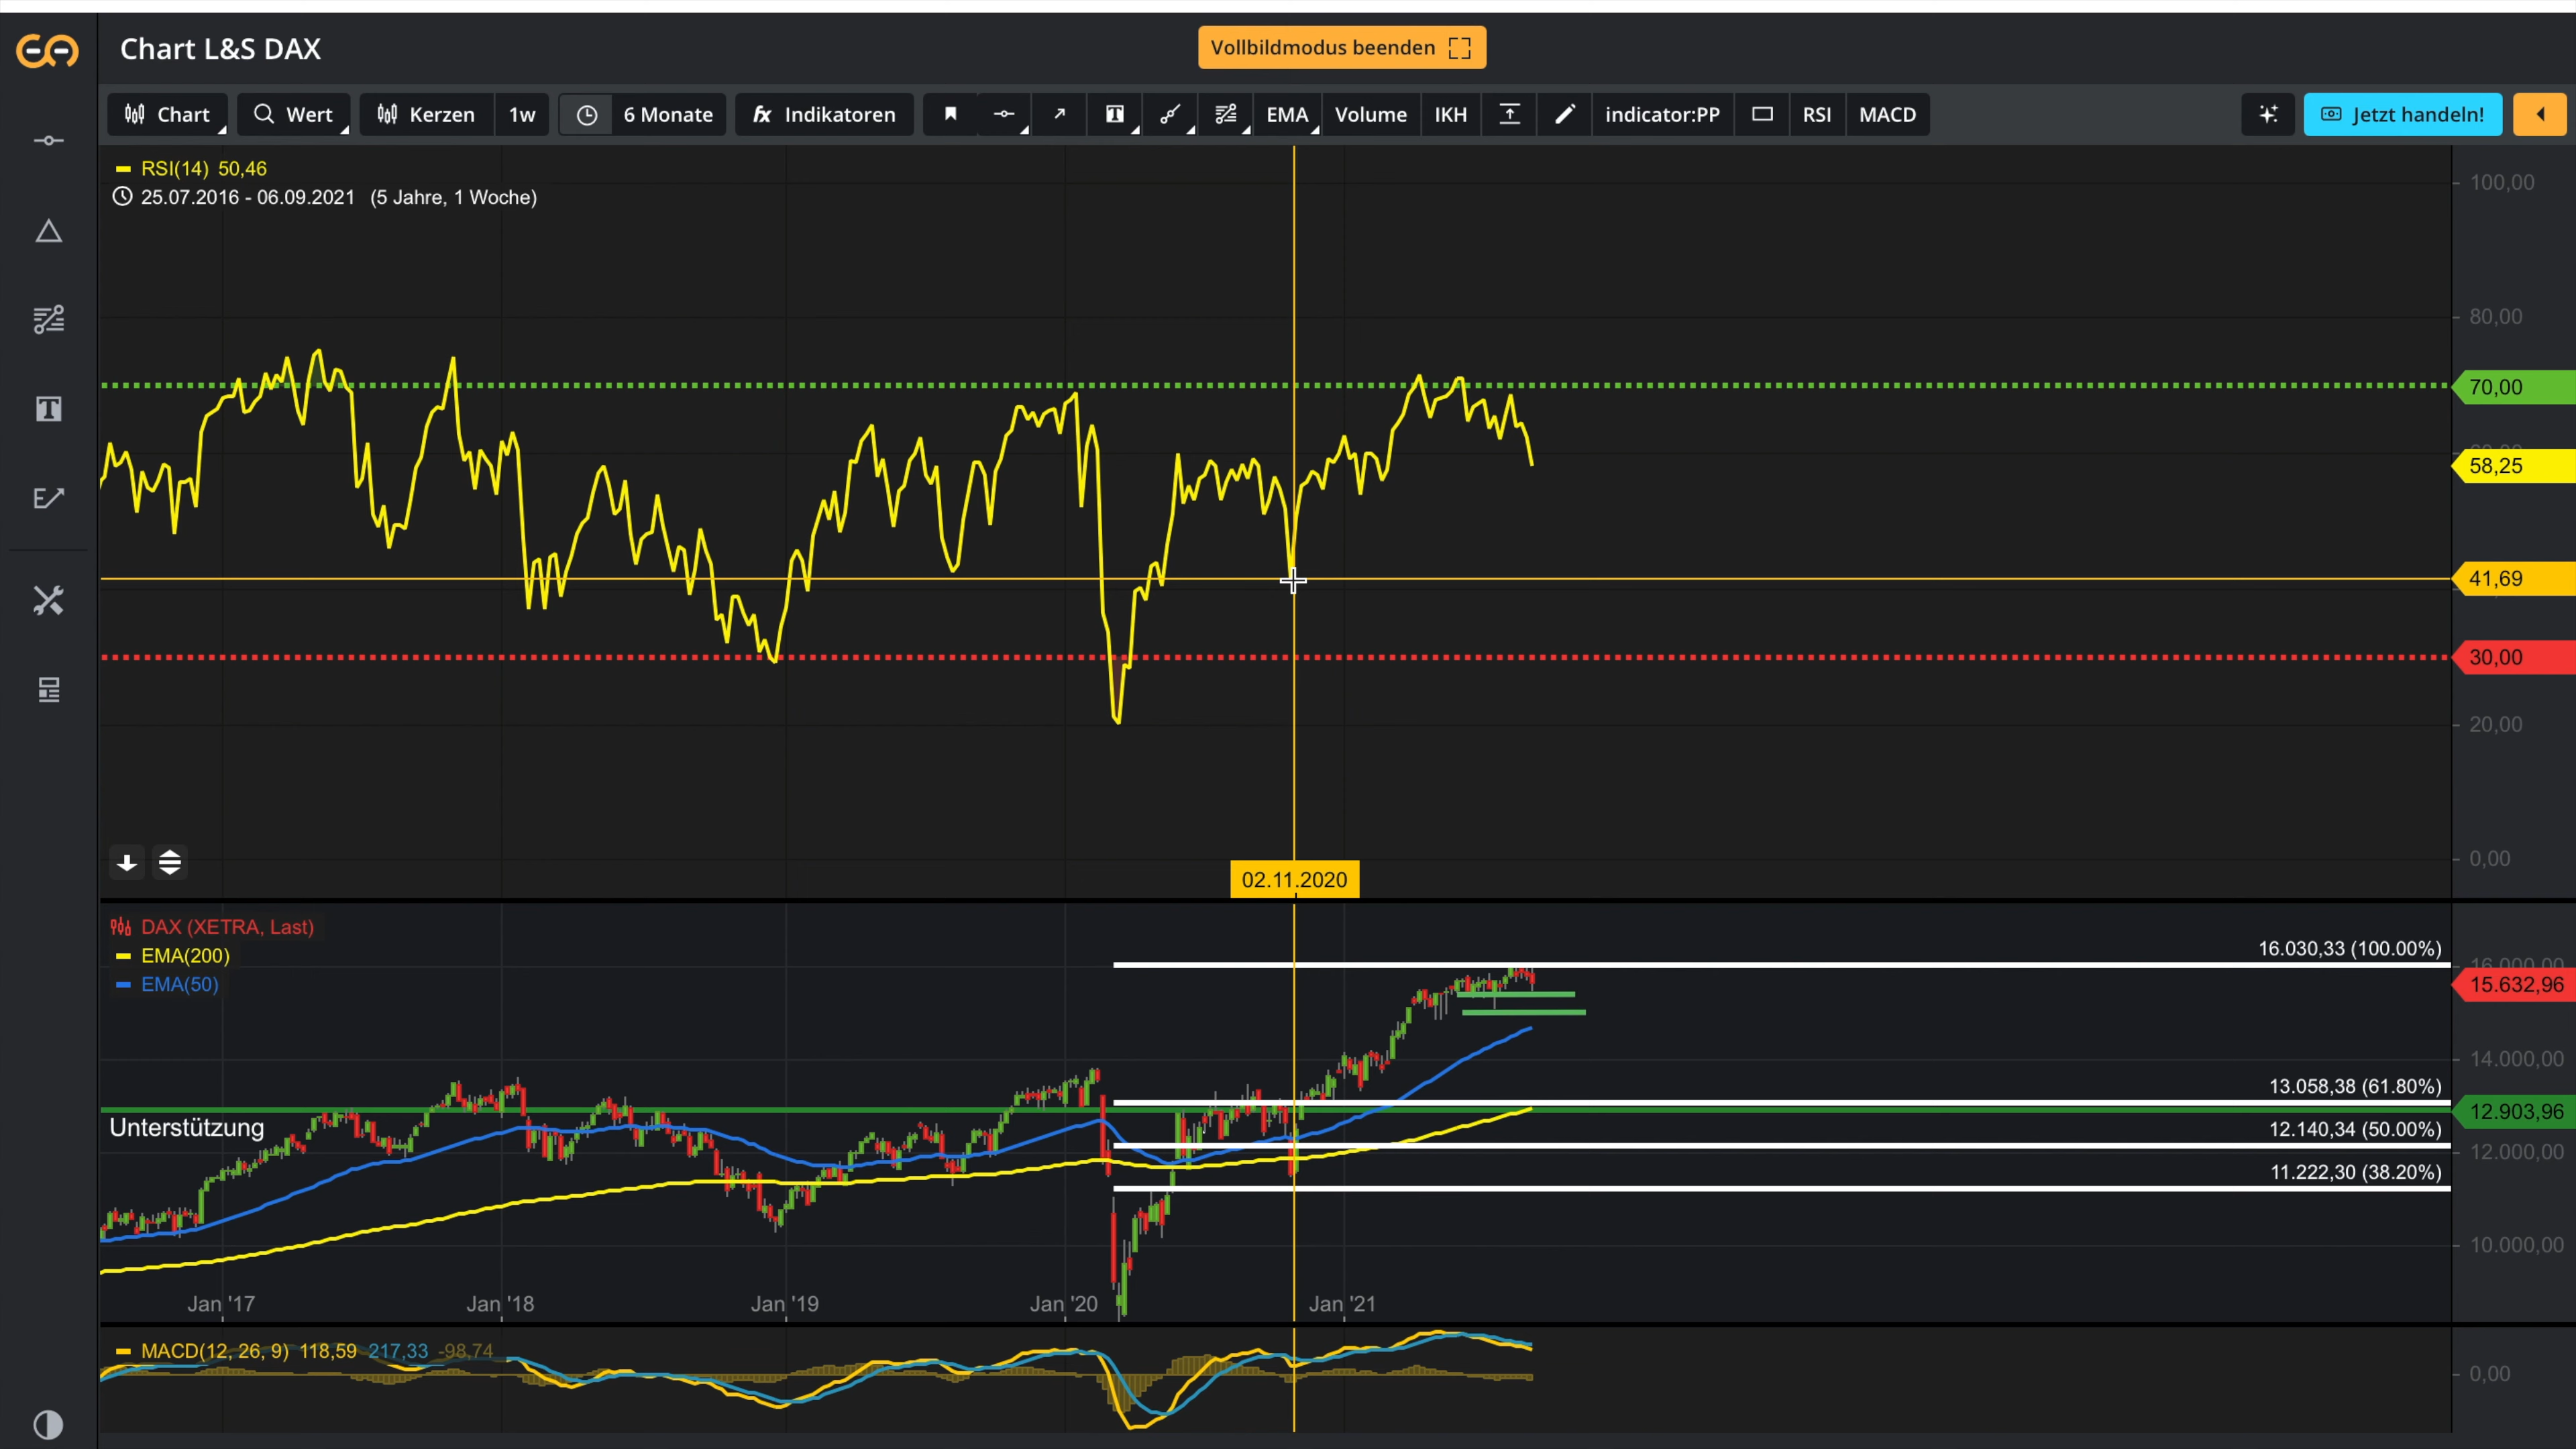 Chart L&S DAX
Vollbildmodus beenden
Chart
Wert
Kerzen
1w
6 Monate
fx Indikatoren
EMA
Volume
IKH
indicator:PP
RSI
MACD
Jetzt handeln!
RSI(14) 50,46
25.07.2016 - 06.09.2021 (5 Jahre, 1 Woche)
100,00
80,00
70,00
58,25
41,69
30,00
20,00
0,00
02.11.2020
DAX (XETRA, Last)
EMA(200)
EMA(50)
16.030,33 (100.00%)
16.000,00
15.632,96
14.000,00
13.058,38 (61.80%)
12.903,96
Unterstützung
12.140,34 (50.00%)
12.000,00
11.222,30 (38.20%)
10.000,00
Jan '17
Jan '18
Jan '19
Jan '20
Jan '21
MACD(12, 26, 9) 118,59 217,33 -98,74
0,00